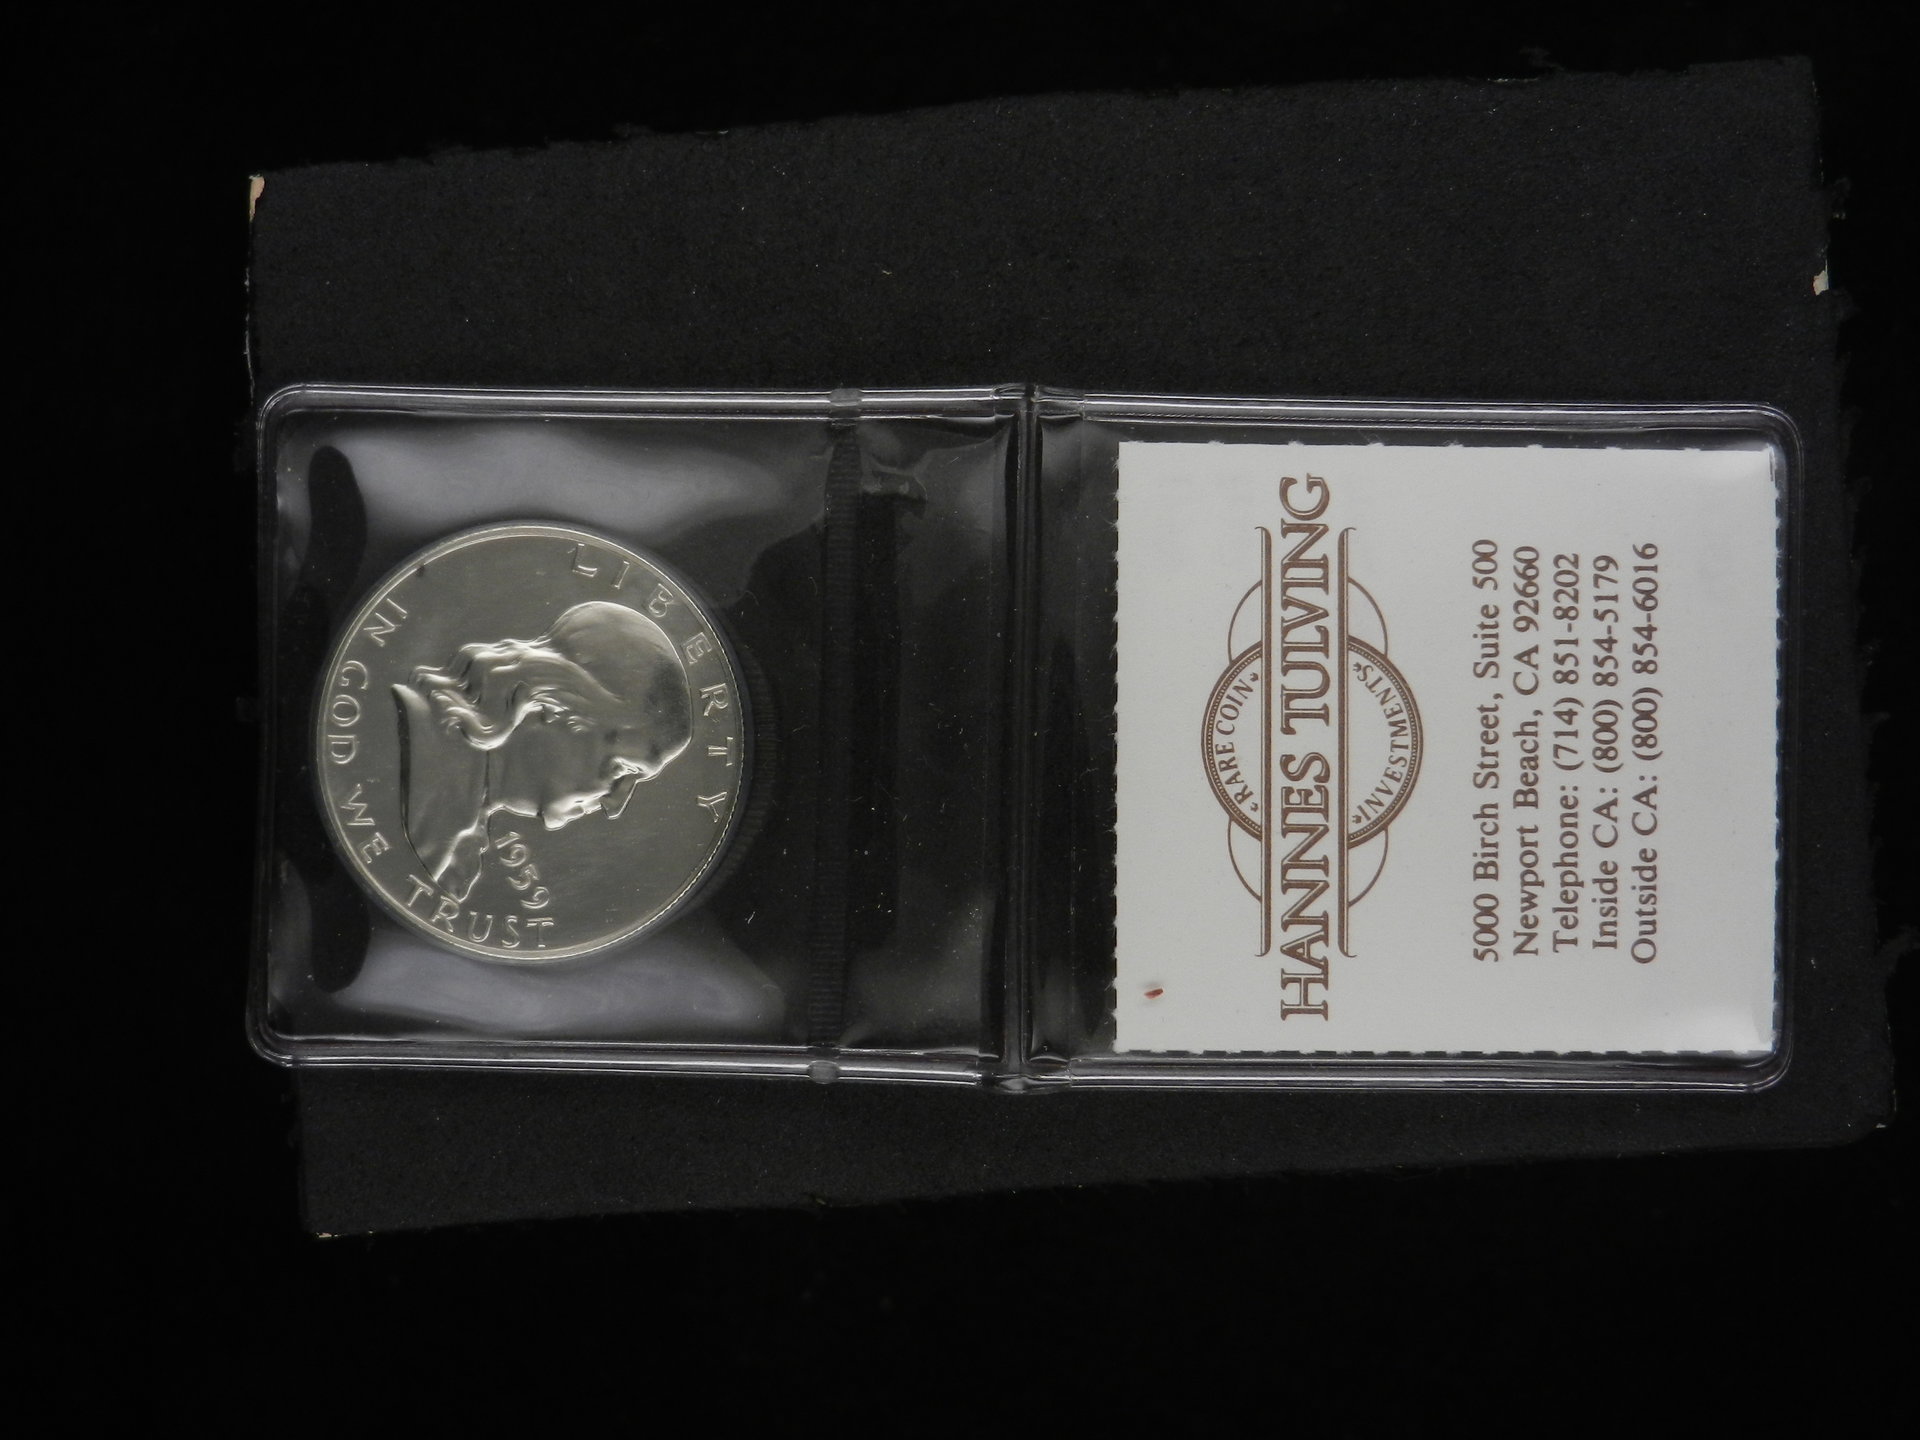 LIBERTY
IN GOD WE TRUST
1959
RARE COIN
HANNES TULVING
INVESTMENTS
5000 Birch Street, Suite 500
Newport Beach, CA 92660
Telephone: (714) 851-8202
Inside CA: (800) 854-5179
Outside CA: (800) 854-6016